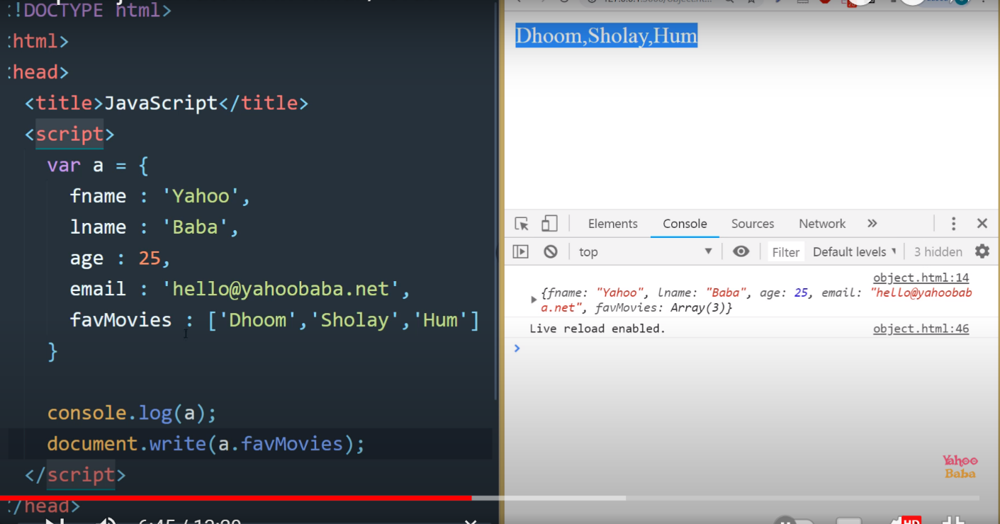 :!DOCTYPE html>
:html>
:head>
<title>JavaScript</title>
<script>
var a = {
fname : 'Yahoo',
lname : 'Baba',
age : 25,
email : 'hello@yahoobaba.net',
favMovies : ['Dhoom','Sholay','Hum']
}
console.log(a);
document.write(a.favMovies);
</script>
:/head>
Dhoom,Sholay,Hum
Elements Console Sources Network »
top Filter Default levels 3 hidden
object.html:14
{fname: "Yahoo", lname: "Baba", age: 25, email: "hello@yahoobab
a.net", favMovies: Array(3)}
Live reload enabled. object.html:46
Yahoo
Baba
HD